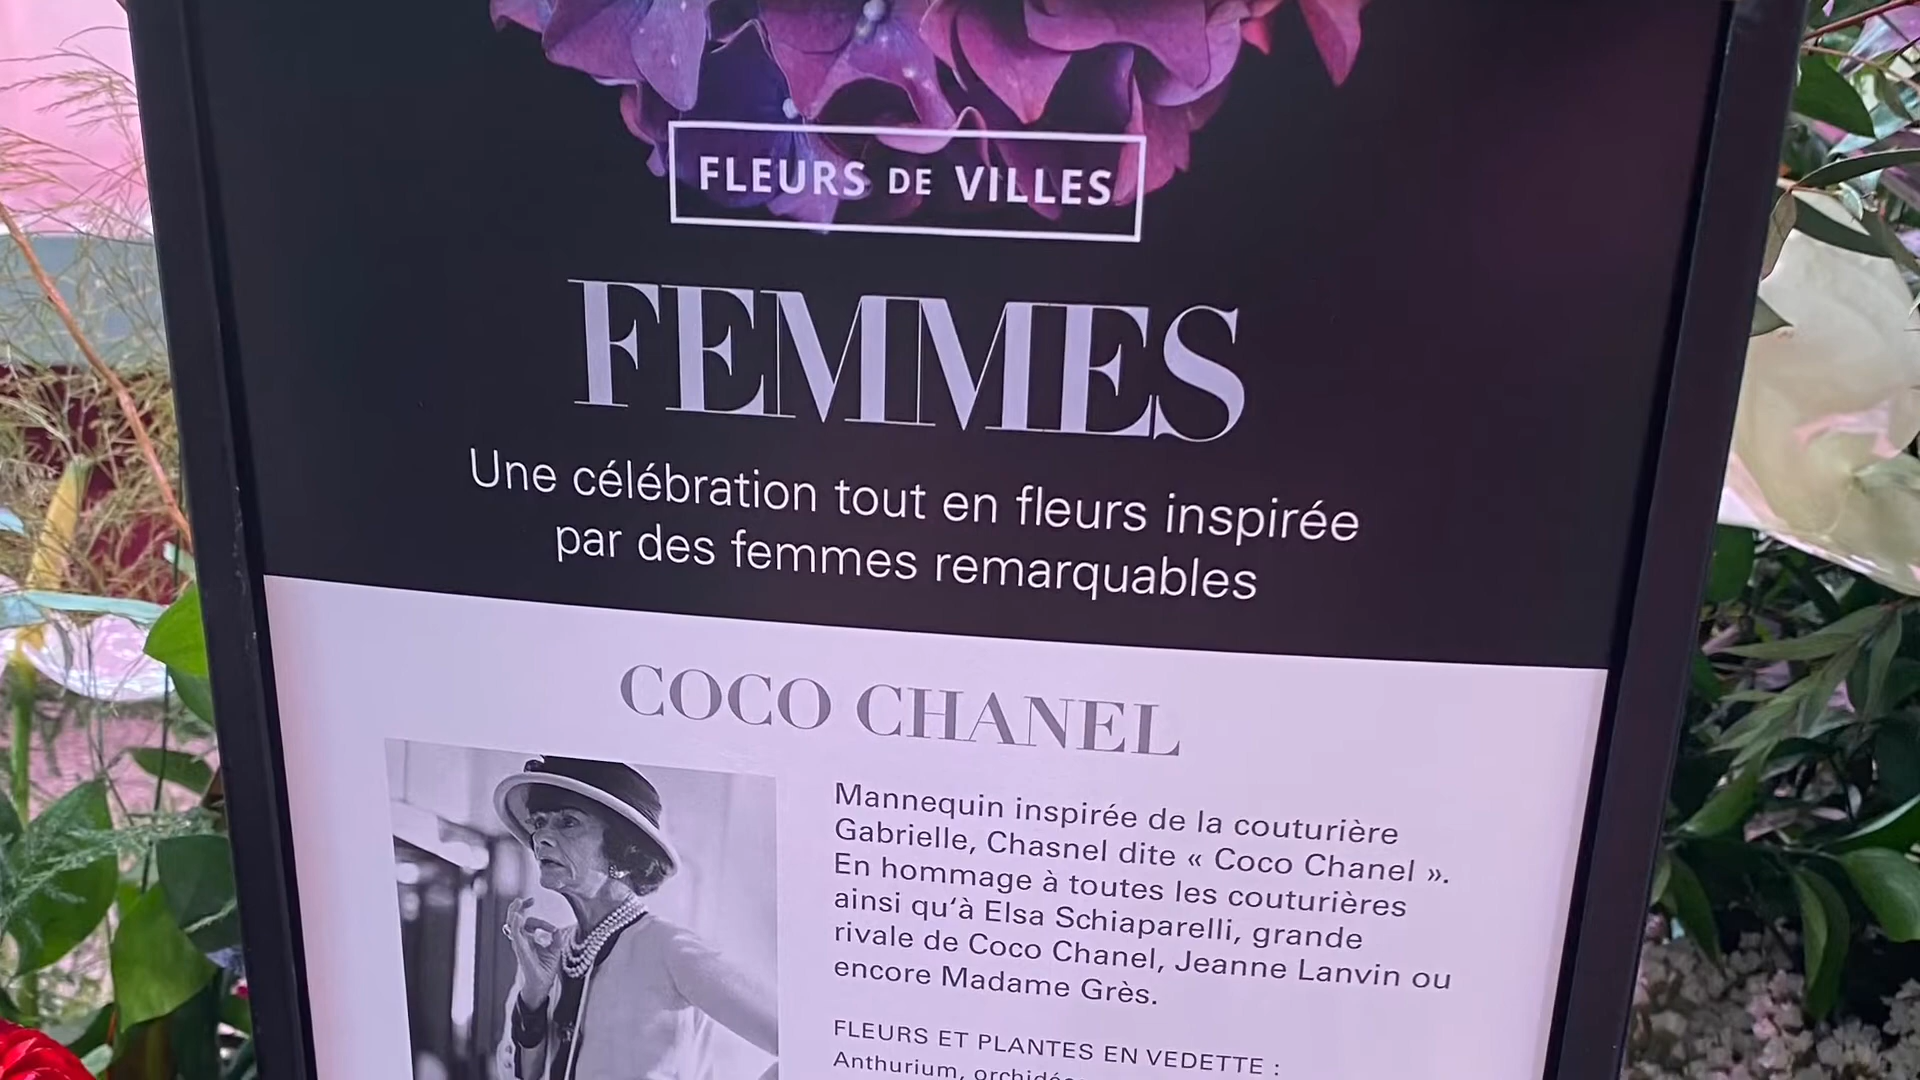 FLEURS DE VILLES
FEMMES
Une célébration tout en fleurs inspirée
par des femmes remarquables
COCO CHANEL
Mannequin inspirée de la couturière
Gabrielle, Chasnel dite « Coco Chanel ».
En hommage à toutes les couturières
ainsi qu'à Elsa Schiaparelli, grande
rivale de Coco Chanel, Jeanne Lanvin ou
encore Madame Grès.
FLEURS ET PLANTES EN VEDETTE :
Anthurium,